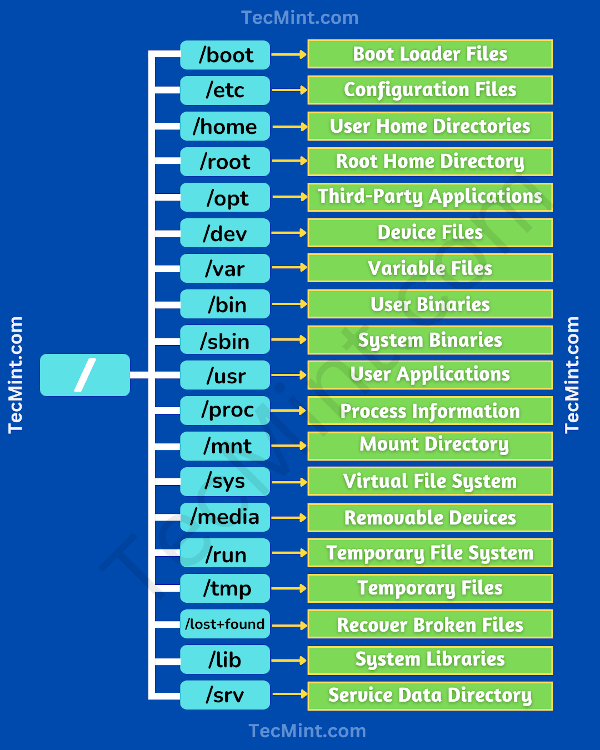 TecMint.com
/boot
Boot Loader Files
/etc
Configuration Files
/home
User Home Directories
/root
Root Home Directory
/opt
Third-Party Applications
/dev
Device Files
/var
Variable Files
/bin
User Binaries
/sbin
System Binaries
/
/usr
User Applications
/proc
Process Information
/mnt
Mount Directory
/sys
Virtual File System
/media
Removable Devices
/run
Temporary File System
/tmp
Temporary Files
/lost+found
Recover Broken Files
/lib
System Libraries
/srv
Service Data Directory
TecMint.com
TecMint.com
TecMint.com
TecMint.com